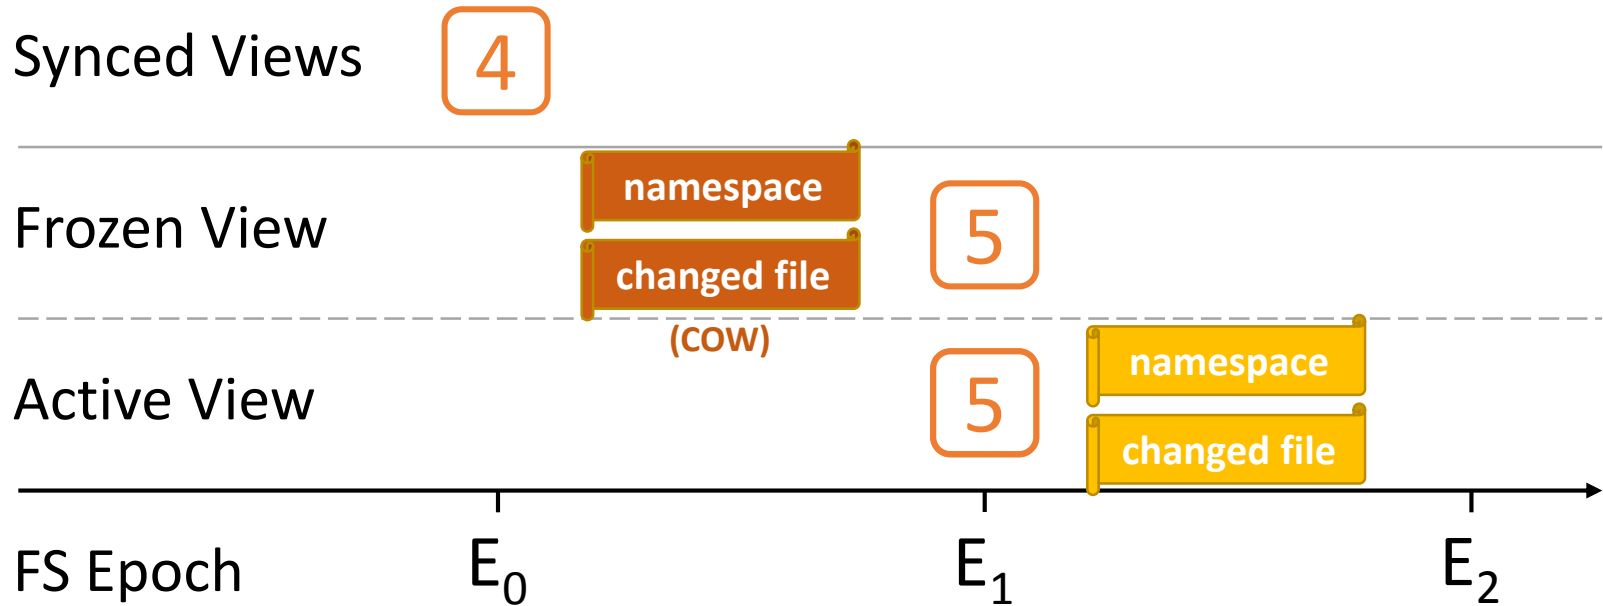 Synced Views
4
namespace
Frozen View
5
changed file
(COW)
namespace
Active View
5
changed file
FS Epoch
E0
E1
E2